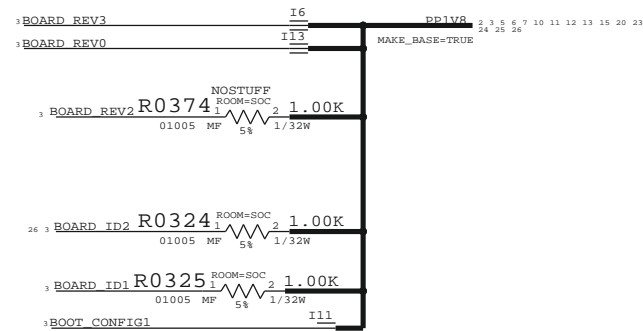 I6
3 BOARD_REV3 PP1V8 2 3 5 6 7 10 11 12 13 15 20 23
24 25 26
I13
3 BOARD_REV0 MAKE_BASE=TRUE
NOSTUFF
3 BOARD_REV2 R0374 1 ROOM=SOC 2 1.00K
01005 MF 5% 1/32W
26 3 BOARD_ID2 R0324 1 ROOM=SOC 2 1.00K
01005 MF 5% 1/32W
3 BOARD_ID1 R0325 1 ROOM=SOC 2 1.00K
01005 MF 5% 1/32W
I11
3 BOOT_CONFIG1